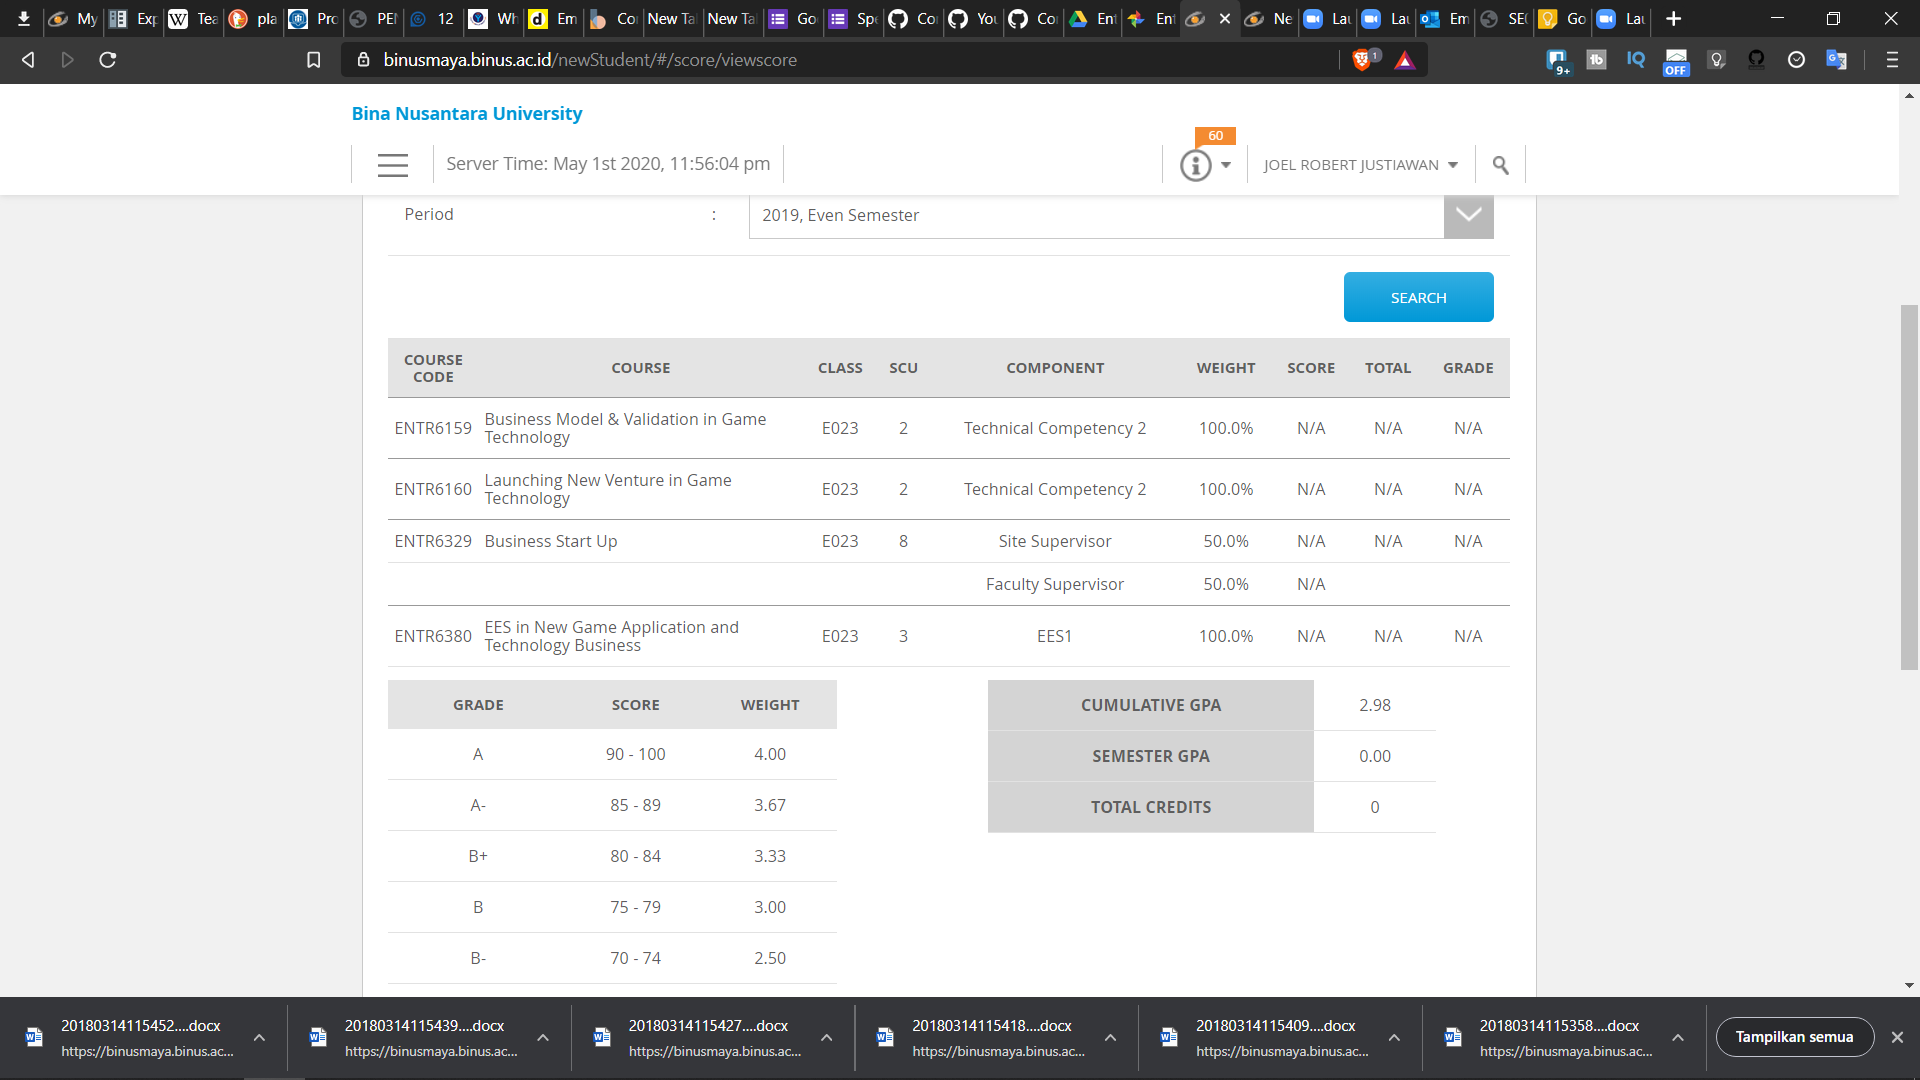 My
Exp
Tea
pla
Pro
PEN
12
Wh
Em
Co
New Ta
New Ta
Go
Spe
Co
You
Co
Ent
Ent
Ne
Lau
Lau
Em
SEC
Go
Lau
binusmaya.binus.ac.id/newStudent/#/score/viewscore
1
9+
tb
IQ
OFF
Bina Nusantara University
60
Server Time: May 1st 2020, 11:56:04 pm
JOEL ROBERT JUSTIAWAN
Period : 2019, Even Semester
SEARCH
COURSE CODE COURSE CLASS SCU COMPONENT WEIGHT SCORE TOTAL GRADE
ENTR6159 Business Model & Validation in Game Technology E023 2 Technical Competency 2 100.0% N/A N/A N/A
ENTR6160 Launching New Venture in Game Technology E023 2 Technical Competency 2 100.0% N/A N/A N/A
ENTR6329 Business Start Up E023 8 Site Supervisor 50.0% N/A N/A N/A
Faculty Supervisor 50.0% N/A
ENTR6380 EES in New Game Application and Technology Business E023 3 EES1 100.0% N/A N/A N/A
GRADE SCORE WEIGHT
A 90 - 100 4.00
A- 85 - 89 3.67
B+ 80 - 84 3.33
B 75 - 79 3.00
B- 70 - 74 2.50
CUMULATIVE GPA 2.98
SEMESTER GPA 0.00
TOTAL CREDITS 0
20180314115452....docx
https://binusmaya.binus.ac...
20180314115439....docx
https://binusmaya.binus.ac...
20180314115427....docx
https://binusmaya.binus.ac...
20180314115418....docx
https://binusmaya.binus.ac...
20180314115409....docx
https://binusmaya.binus.ac...
20180314115358....docx
https://binusmaya.binus.ac...
Tampilkan semua